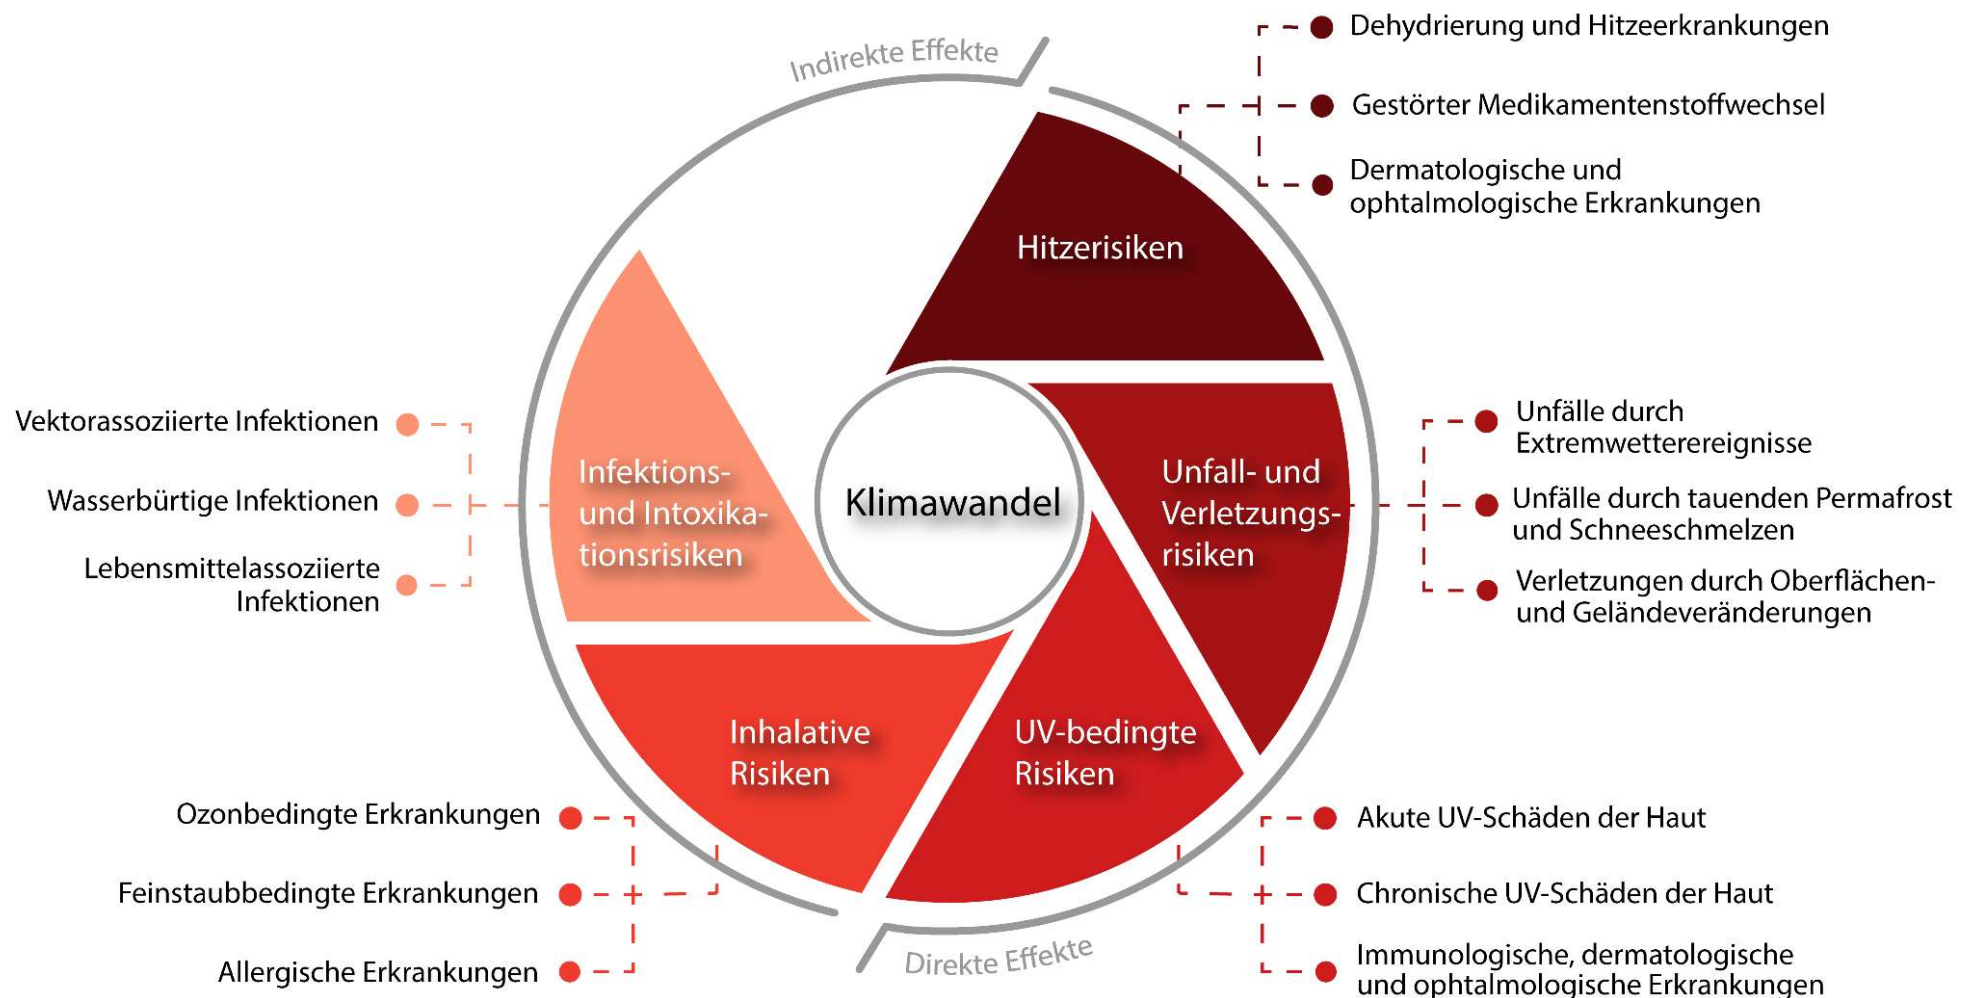 Indirekte Effekte
Dehydrierung und Hitzeerkrankungen
Gestörter Medikamentenstoffwechsel
Dermatologische und
ophtalmologische Erkrankungen
Hitzerisiken
Unfall- und
Verletzungs-
risiken
Unfälle durch
Extremwetterereignisse
Unfälle durch tauenden Permafrost
und Schneeschmelzen
Verletzungen durch Oberflächen-
und Geländeveränderungen
Klimawandel
UV-bedingte
Risiken
Akute UV-Schäden der Haut
Chronische UV-Schäden der Haut
Immunologische, dermatologische
und ophtalmologische Erkrankungen
Direkte Effekte
Inhalative
Risiken
Ozonbedingte Erkrankungen
Feinstaubbedingte Erkrankungen
Allergische Erkrankungen
Infektions-
und Intoxika-
tionsrisiken
Vektorassoziierte Infektionen
Wasserbürtige Infektionen
Lebensmittelassoziierte
Infektionen